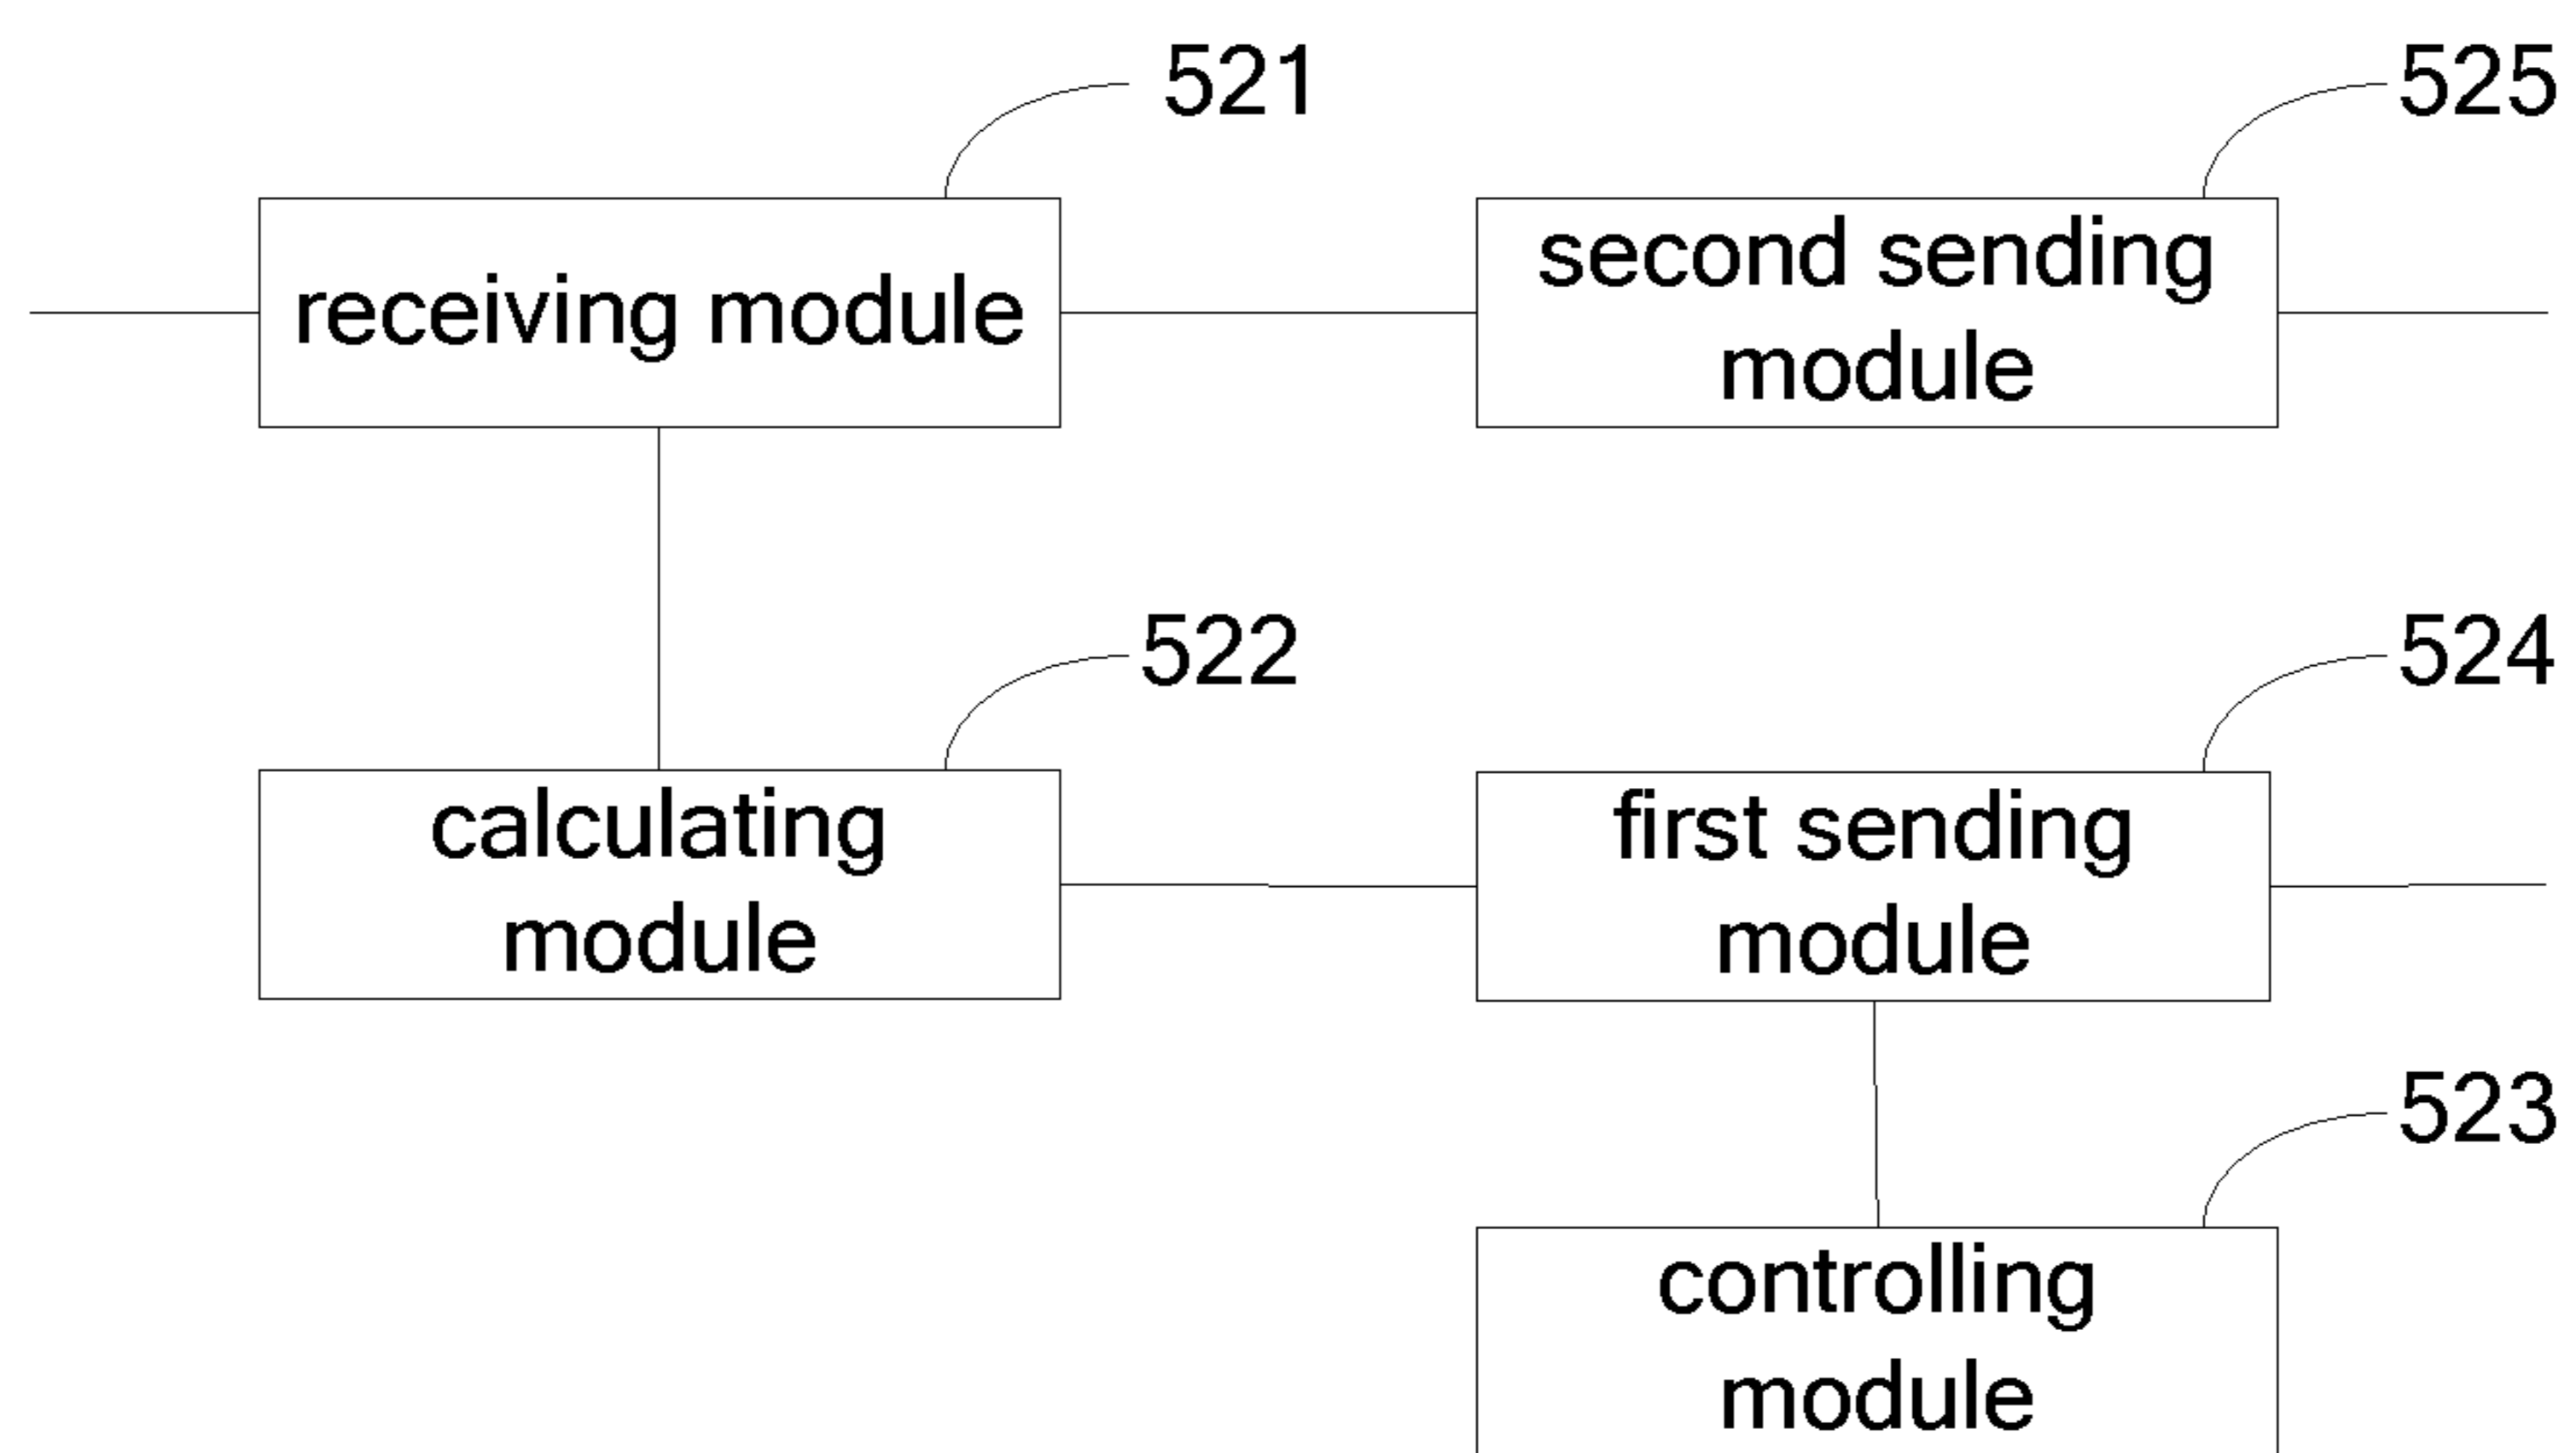 521
525
receiving module
second sending
module
522
524
calculating
module
first sending
module
523
controlling
module